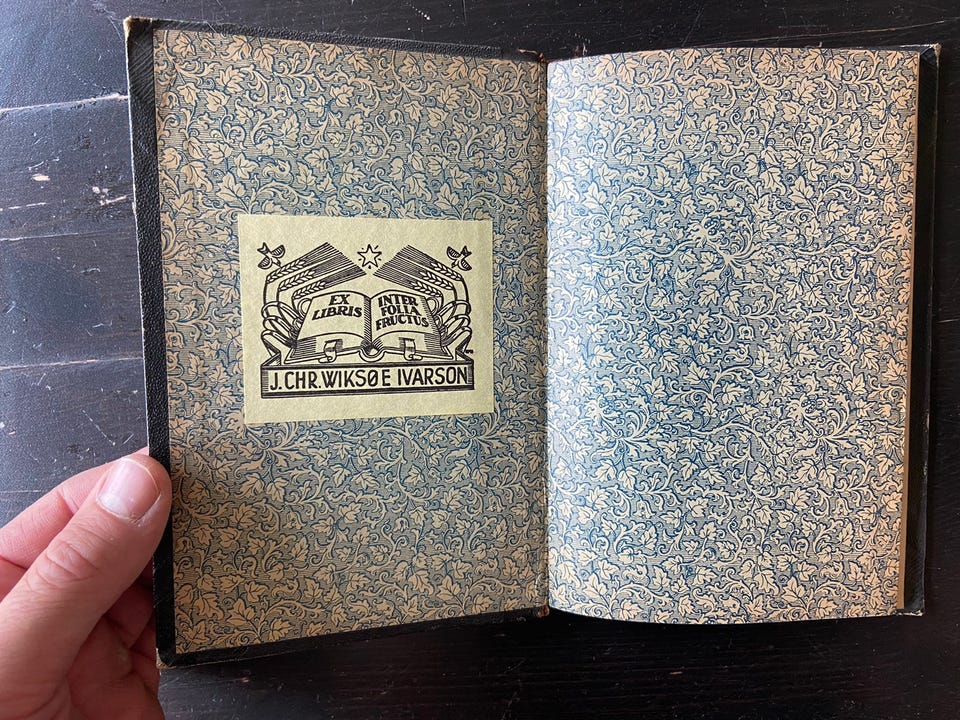 EX
LIBRIS
INTER
FOLIA
FRUCTUS
J.CHR.WIKSØE IVARSON